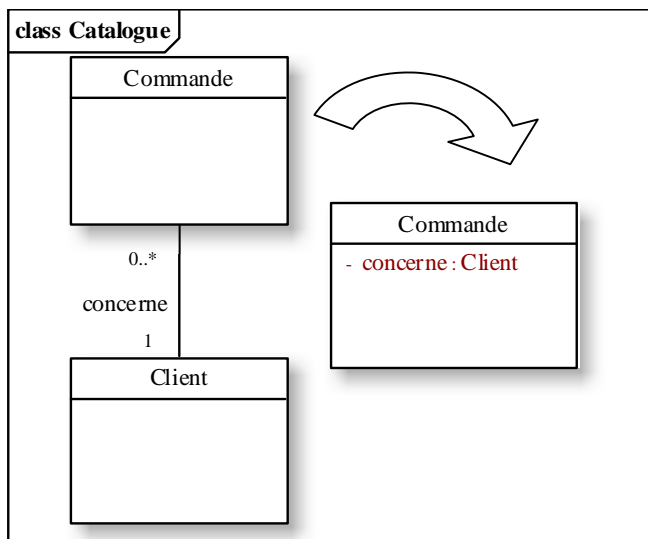 class Catalogue
Commande
Commande
- concerne : Client
0..*
concerne
1
Client